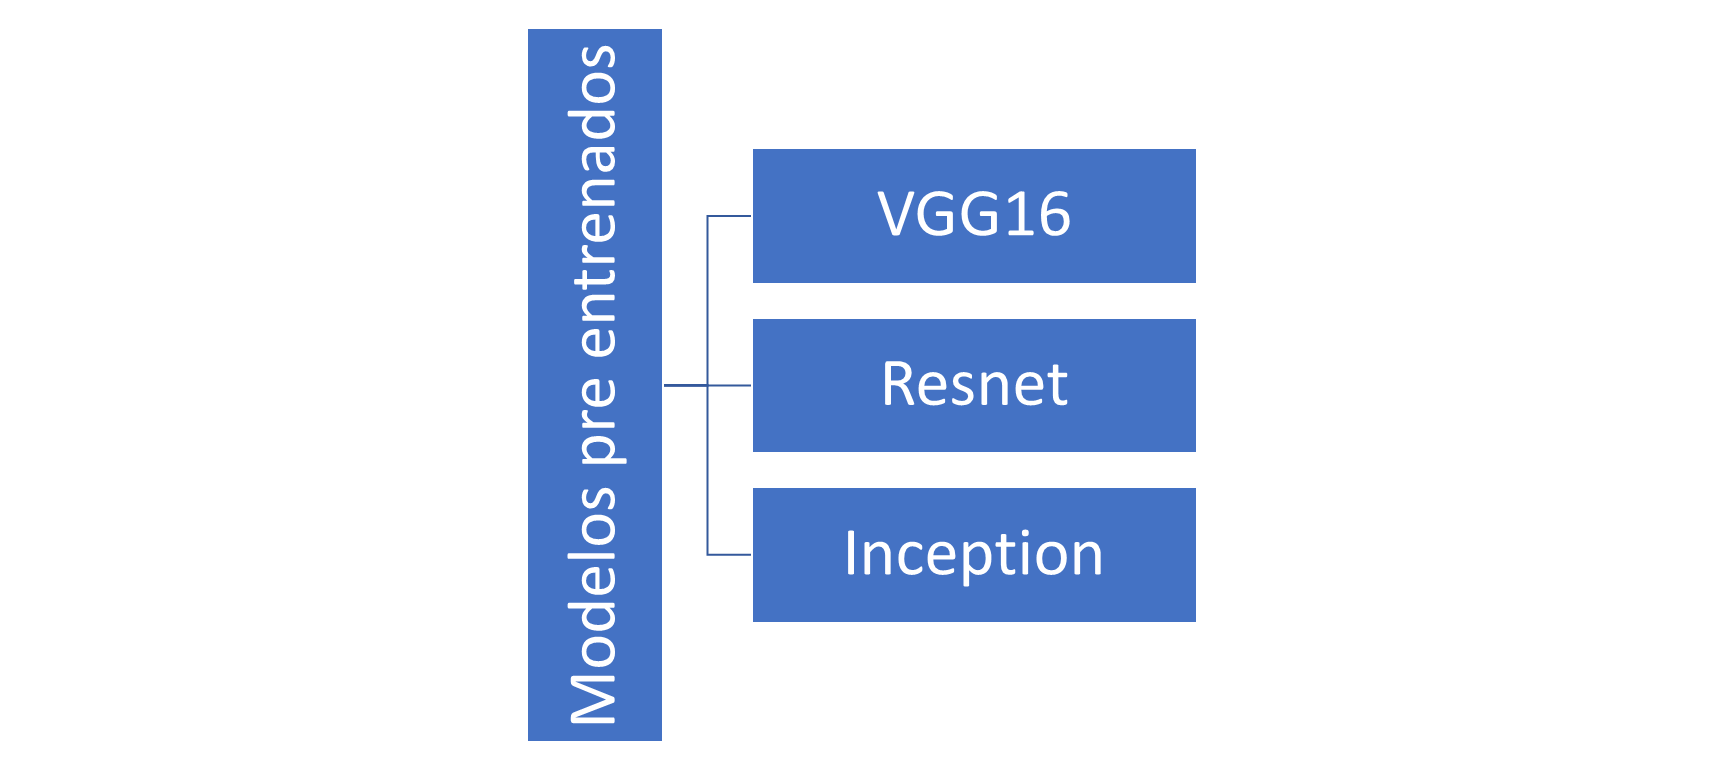 Modelos pre entrenados
VGG16
Resnet
Inception